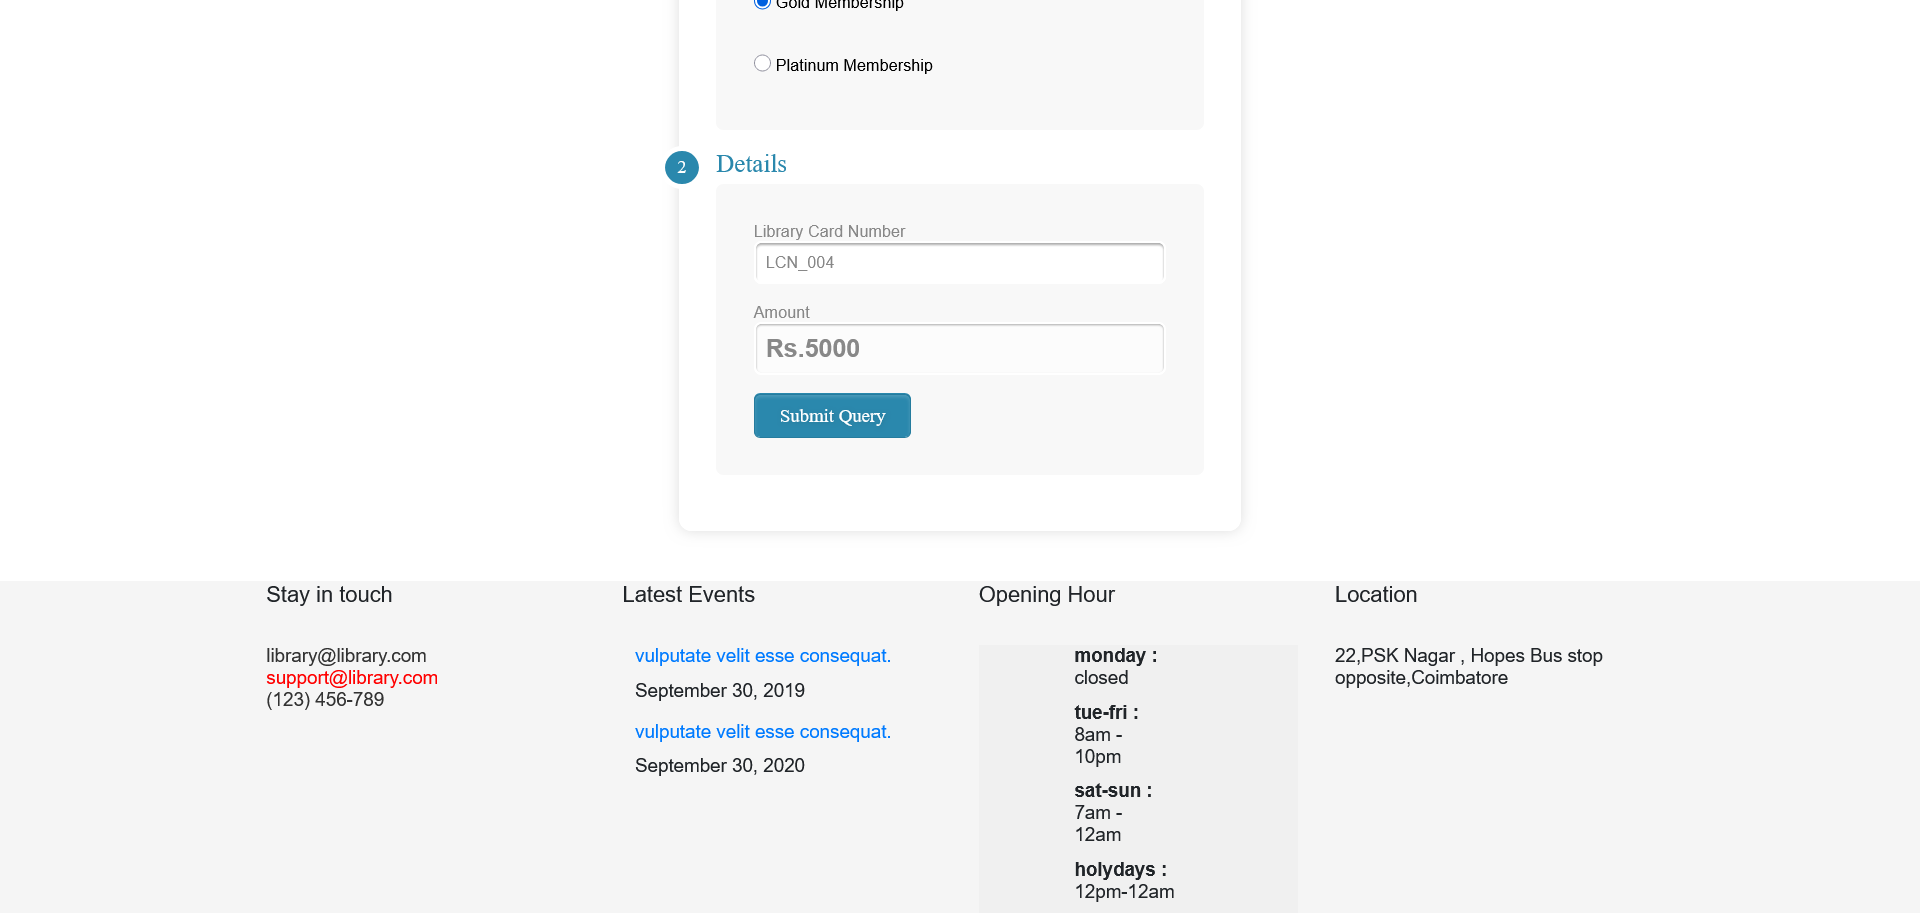 Gold Membership
Platinum Membership
2
Details
Library Card Number
LCN_004
Amount
Rs.5000
Submit Query
Stay in touch
library@library.com
support@library.com
(123) 456-789
Latest Events
vulputate velit esse consequat.
September 30, 2019
vulputate velit esse consequat.
September 30, 2020
Opening Hour
monday :
closed
tue-fri :
8am -
10pm
sat-sun :
7am -
12am
holydays :
12pm-12am
Location
22,PSK Nagar , Hopes Bus stop
opposite,Coimbatore